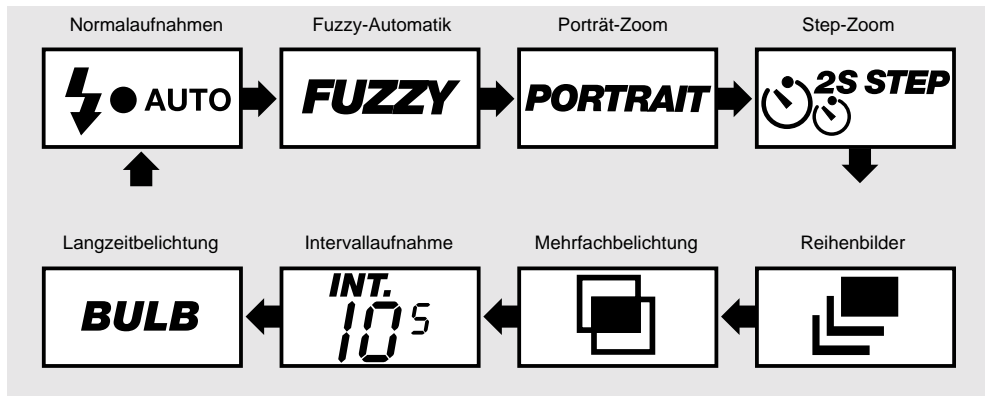 Normalaufnahmen Fuzzy-Automatik Porträt-Zoom Step-Zoom
AUTO FUZZY PORTRAIT 2S STEP
Langzeitbelichtung Intervallaufnahme Mehrfachbelichtung Reihenbilder
BULB INT. 10s